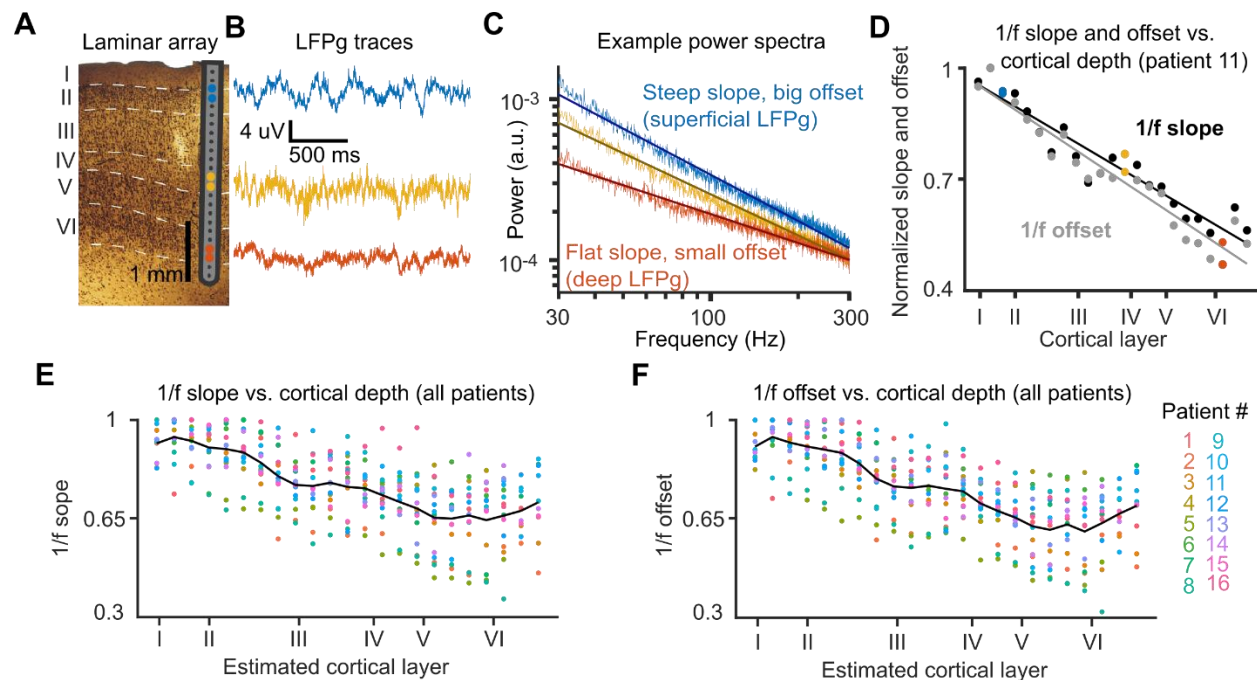 A
Laminar array
I
II
III
IV
V
VI
1 mm
B
LFPg traces
4 uV
500 ms
C
Example power spectra
10-3
10-4
Power (a.u.)
Steep slope, big offset
(superficial LFPg)
Flat slope, small offset
(deep LFPg)
30
100
300
Frequency (Hz)
D
1/f slope and offset vs.
cortical depth (patient 11)
Normalized slope and offset
1
0.7
0.4
1/f slope
1/f offset
I II III IV V VI
Cortical layer
E
1/f slope vs. cortical depth (all patients)
1/f sope
1
0.65
0.3
I II III IV V VI
Estimated cortical layer
F
1/f offset vs. cortical depth (all patients)
1/f offset
1
0.65
0.3
I II III IV V VI
Estimated cortical layer
Patient #
1 9
2 10
3 11
4 12
5 13
6 14
7 15
8 16